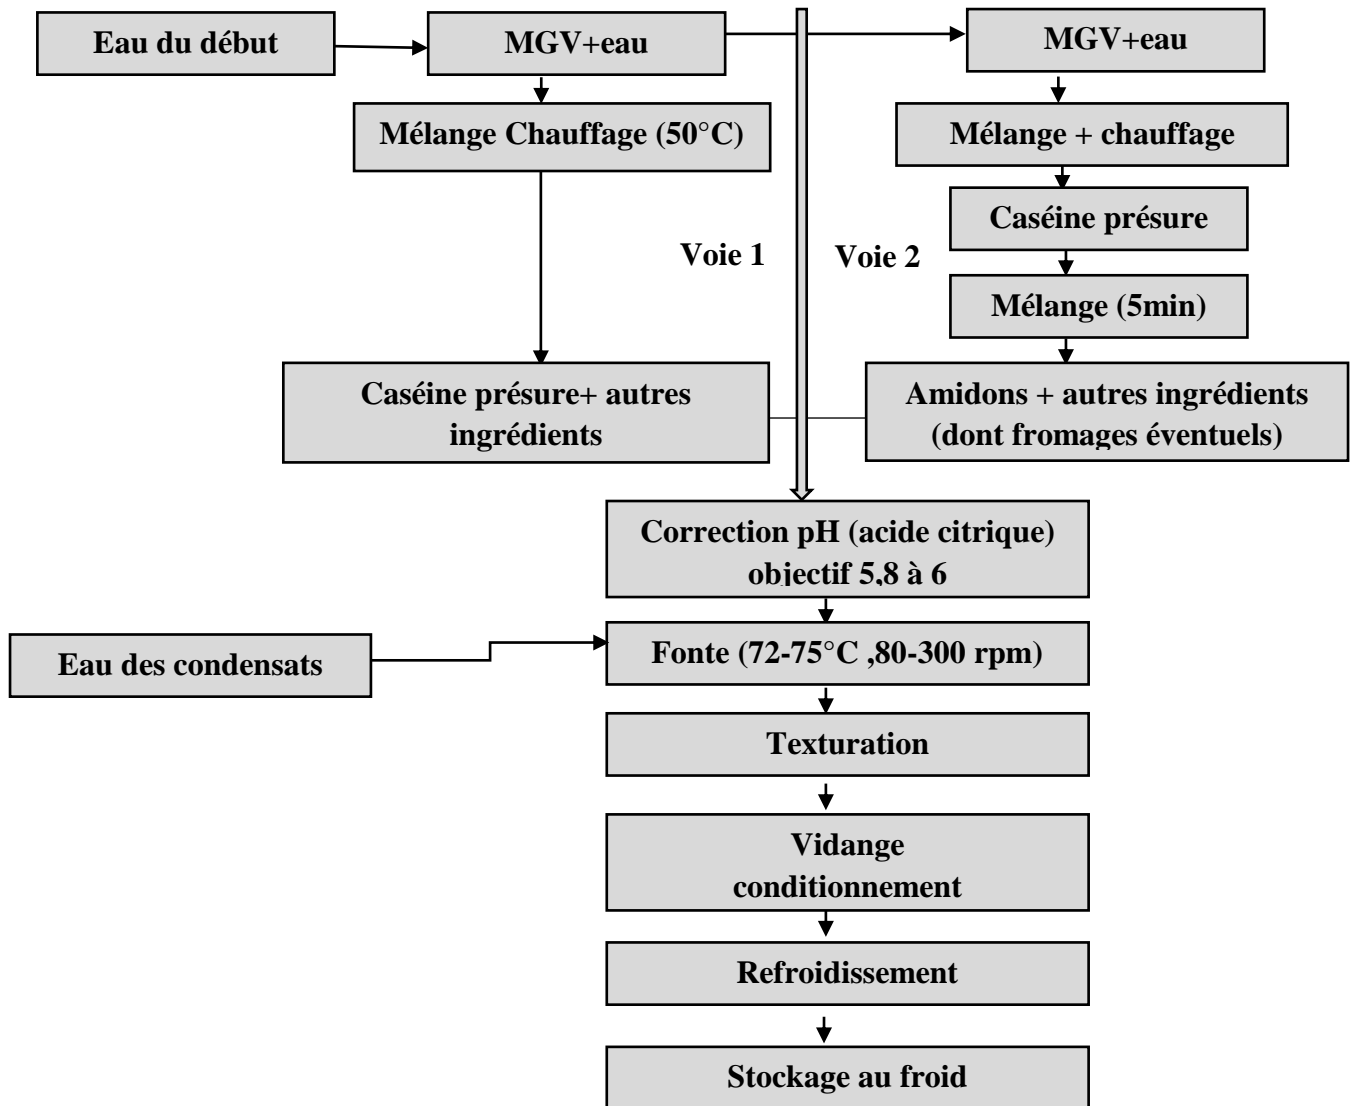 Eau du début
MGV+eau
MGV+eau
Mélange Chauffage (50°C)
Mélange + chauffage
Caséine présure
Voie 1
Voie 2
Mélange (5min)
Caséine présure+ autres
ingrédients
Amidons + autres ingrédients
(dont fromages éventuels)
Correction pH (acide citrique)
objectif 5,8 à 6
Eau des condensats
Fonte (72-75°C ,80-300 rpm)
Texturation
Vidange
conditionnement
Refroidissement
Stockage au froid